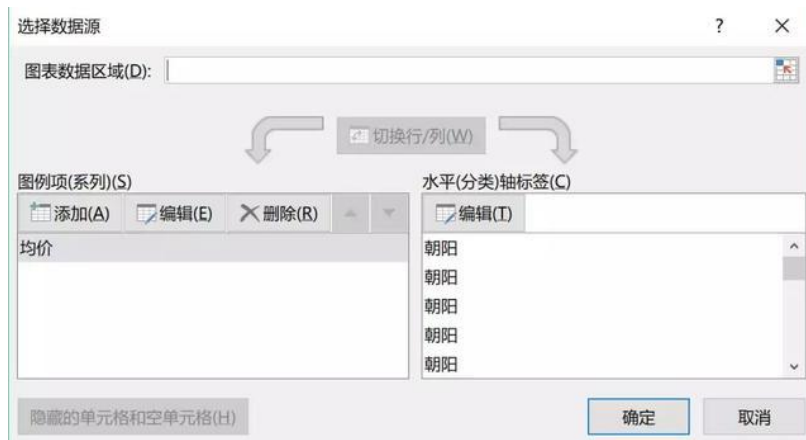 选择数据源
图表数据区域(D):
切换行/列(W)
图例项(系列)(S)
水平(分类)轴标签(C)
添加(A) 编辑(E) 删除(R)
编辑(T)
均价
朝阳
朝阳
朝阳
朝阳
朝阳
隐藏的单元格和空单元格(H)
确定 取消